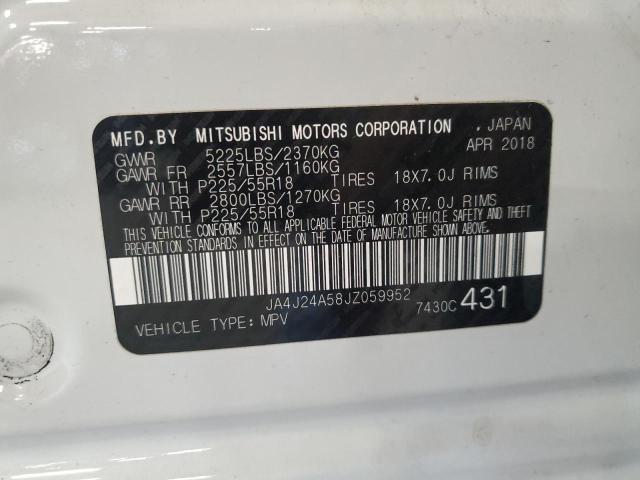 MFD.BY MITSUBISHI MOTORS CORPORATION . JAPAN
GVWR 5225LBS/2370KG APR 2018
GAWR FR 2557LBS/1160KG
WITH P225/55R18 TIRES 18X7.0J RIMS
GAWR RR 2800LBS/1270KG
WITH P225/55R18 TIRES 18X7.0J RIMS
THIS VEHICLE CONFORMS TO ALL APPLICABLE FEDERAL MOTOR VEHICLE SAFETY AND THEFT
PREVENTION STANDARDS IN EFFECT ON THE DATE OF MANUFACTURE SHOWN ABOVE.
JA4J24A58JZ059952
VEHICLE TYPE: MPV 7430C 431